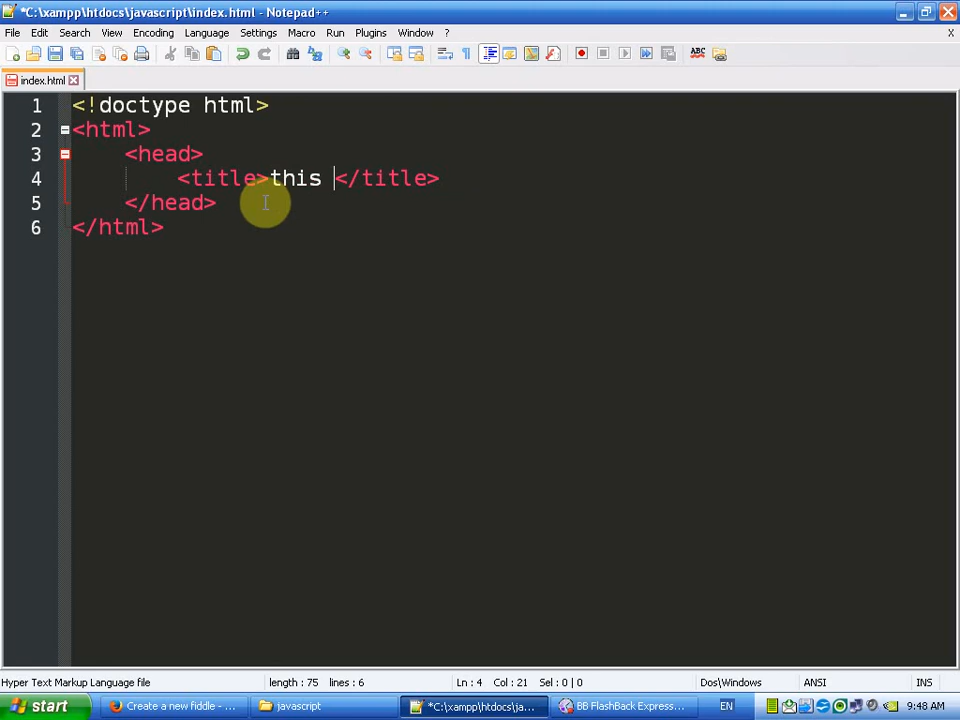 *C:\xampp\htdocs\javascript\index.html - Notepad++
File Edit Search View Encoding Language Settings Macro Run Plugins Window ? X
ABC
index.html
1 <!doctype html>
2 <html>
3 <head>
4 <title>this </title>
5 </head>
6 </html>
Hyper Text Markup Language file length : 75 lines : 6 Ln : 4 Col : 21 Sel : 0 | 0 Dos\Windows ANSI INS
start Create a new fiddle - ... javascript *C:\xampp\htdocs\ja... BB FlashBack Express... EN 9:48 AM